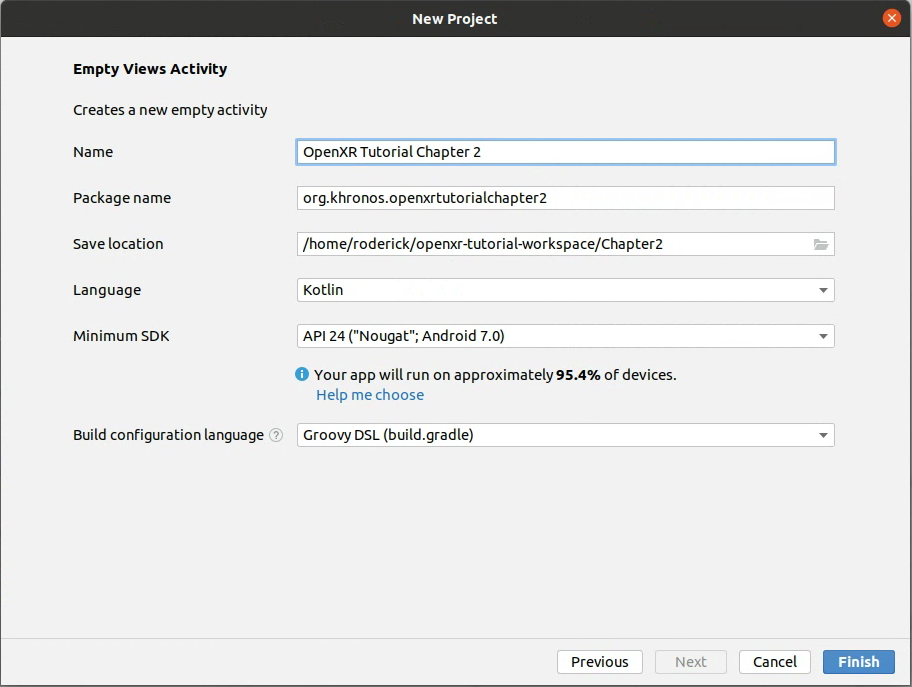 New Project
Empty Views Activity
Creates a new empty activity
Name
OpenXR Tutorial Chapter 2
Package name
org.khronos.openxrtutorialchapter2
Save location
/home/roderick/openxr-tutorial-workspace/Chapter2
Language
Kotlin
Minimum SDK
API 24 ("Nougat"; Android 7.0)
Your app will run on approximately 95.4% of devices.
Help me choose
Build configuration language ?
Groovy DSL (build.gradle)
Previous
Next
Cancel
Finish